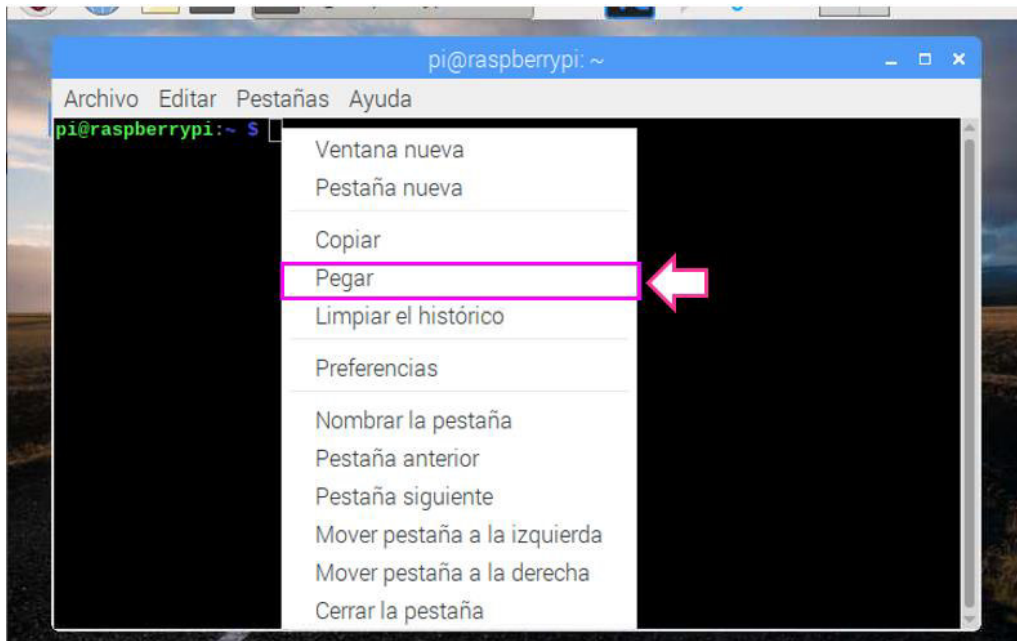 pi@raspberrypi: ~
Archivo Editar Pestañas Ayuda
pi@raspberrypi:~ $
Ventana nueva
Pestaña nueva
Copiar
Pegar
Limpiar el histórico
Preferencias
Nombrar la pestaña
Pestaña anterior
Pestaña siguiente
Mover pestaña a la izquierda
Mover pestaña a la derecha
Cerrar la pestaña